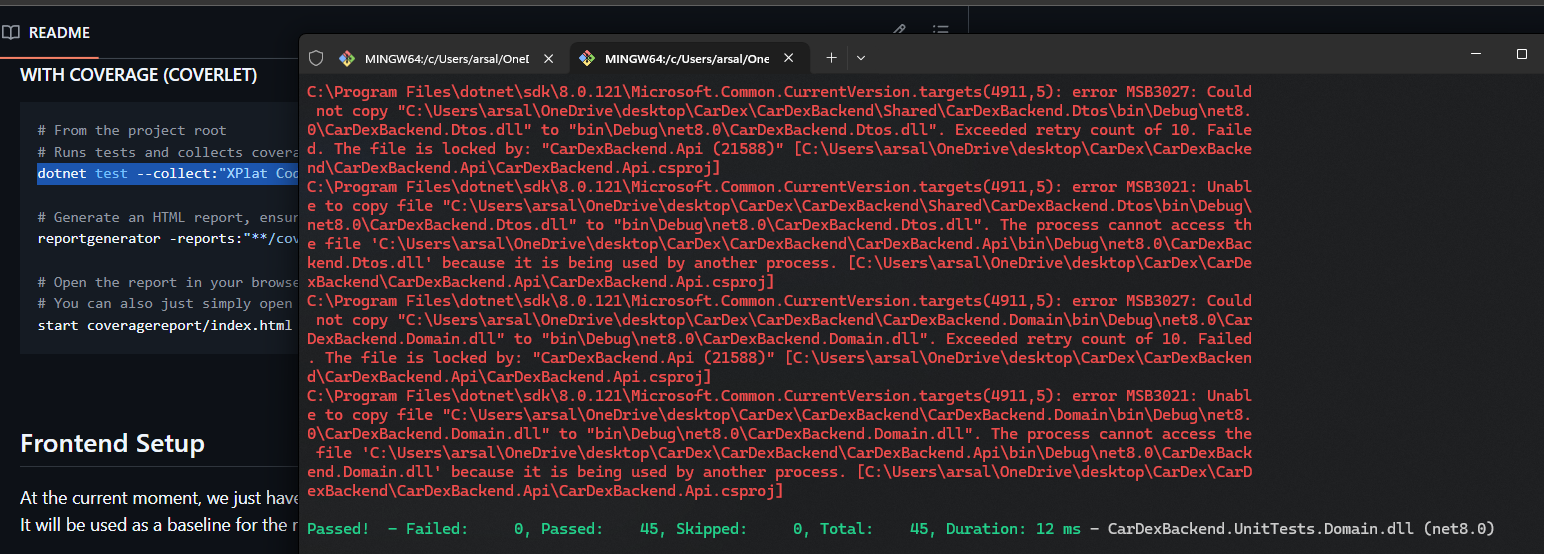 README
WITH COVERAGE (COVERLET)
# From the project root
# Runs tests and collects covera
dotnet test --collect:"XPlat Co
# Generate an HTML report, ensur
reportgenerator -reports:"**/cov
# Open the report in your browse
# You can also just simply open
start coveragereport/index.html
Frontend Setup
At the current moment, we just have
It will be used as a baseline for the r
MINGW64:/c/Users/arsal/OneD
MINGW64:/c/Users/arsal/One
C:\Program Files\dotnet\sdk\8.0.121\Microsoft.Common.CurrentVersion.targets(4911,5): error MSB3027: Could
not copy "C:\Users\arsal\OneDrive\desktop\CarDex\CarDexBackend\Shared\CarDexBackend.Dtos\bin\Debug\net8.
0\CarDexBackend.Dtos.dll" to "bin\Debug\net8.0\CarDexBackend.Dtos.dll". Exceeded retry count of 10. Faile
d. The file is locked by: "CarDexBackend.Api (21588)" [C:\Users\arsal\OneDrive\desktop\CarDex\CarDexBacke
nd\CarDexBackend.Api\CarDexBackend.Api.csproj]
C:\Program Files\dotnet\sdk\8.0.121\Microsoft.Common.CurrentVersion.targets(4911,5): error MSB3021: Unabl
e to copy file "C:\Users\arsal\OneDrive\desktop\CarDex\CarDexBackend\Shared\CarDexBackend.Dtos\bin\Debug\
net8.0\CarDexBackend.Dtos.dll" to "bin\Debug\net8.0\CarDexBackend.Dtos.dll". The process cannot access th
e file 'C:\Users\arsal\OneDrive\desktop\CarDex\CarDexBackend\CarDexBackend.Api\bin\Debug\net8.0\CarDexBac
kend.Dtos.dll' because it is being used by another process. [C:\Users\arsal\OneDrive\desktop\CarDex\CarDe
xBackend\CarDexBackend.Api\CarDexBackend.Api.csproj]
C:\Program Files\dotnet\sdk\8.0.121\Microsoft.Common.CurrentVersion.targets(4911,5): error MSB3027: Could
not copy "C:\Users\arsal\OneDrive\desktop\CarDex\CarDexBackend\CarDexBackend.Domain\bin\Debug\net8.0\Car
DexBackend.Domain.dll" to "bin\Debug\net8.0\CarDexBackend.Domain.dll". Exceeded retry count of 10. Failed
. The file is locked by: "CarDexBackend.Api (21588)" [C:\Users\arsal\OneDrive\desktop\CarDex\CarDexBacken
d\CarDexBackend.Api\CarDexBackend.Api.csproj]
C:\Program Files\dotnet\sdk\8.0.121\Microsoft.Common.CurrentVersion.targets(4911,5): error MSB3021: Unabl
e to copy file "C:\Users\arsal\OneDrive\desktop\CarDex\CarDexBackend\CarDexBackend.Domain\bin\Debug\net8.
0\CarDexBackend.Domain.dll" to "bin\Debug\net8.0\CarDexBackend.Domain.dll". The process cannot access the
file 'C:\Users\arsal\OneDrive\desktop\CarDex\CarDexBackend\CarDexBackend.Api\bin\Debug\net8.0\CarDexBack
end.Domain.dll' because it is being used by another process. [C:\Users\arsal\OneDrive\desktop\CarDex\CarD
exBackend\CarDexBackend.Api\CarDexBackend.Api.csproj]
Passed!  - Failed:     0, Passed:    45, Skipped:     0, Total:    45, Duration: 12 ms - CarDexBackend.UnitTests.Domain.dll (net8.0)